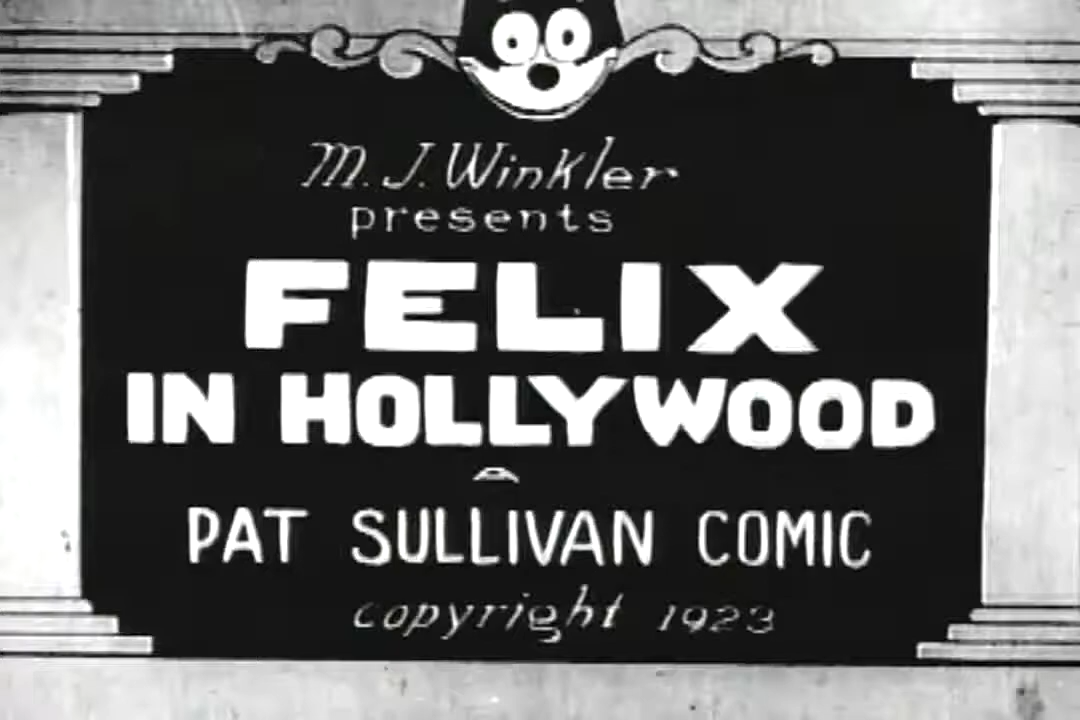 M. J. Winkler
presents
FELIX
IN HOLLYWOOD
A
PAT SULLIVAN COMIC
copyright 1923